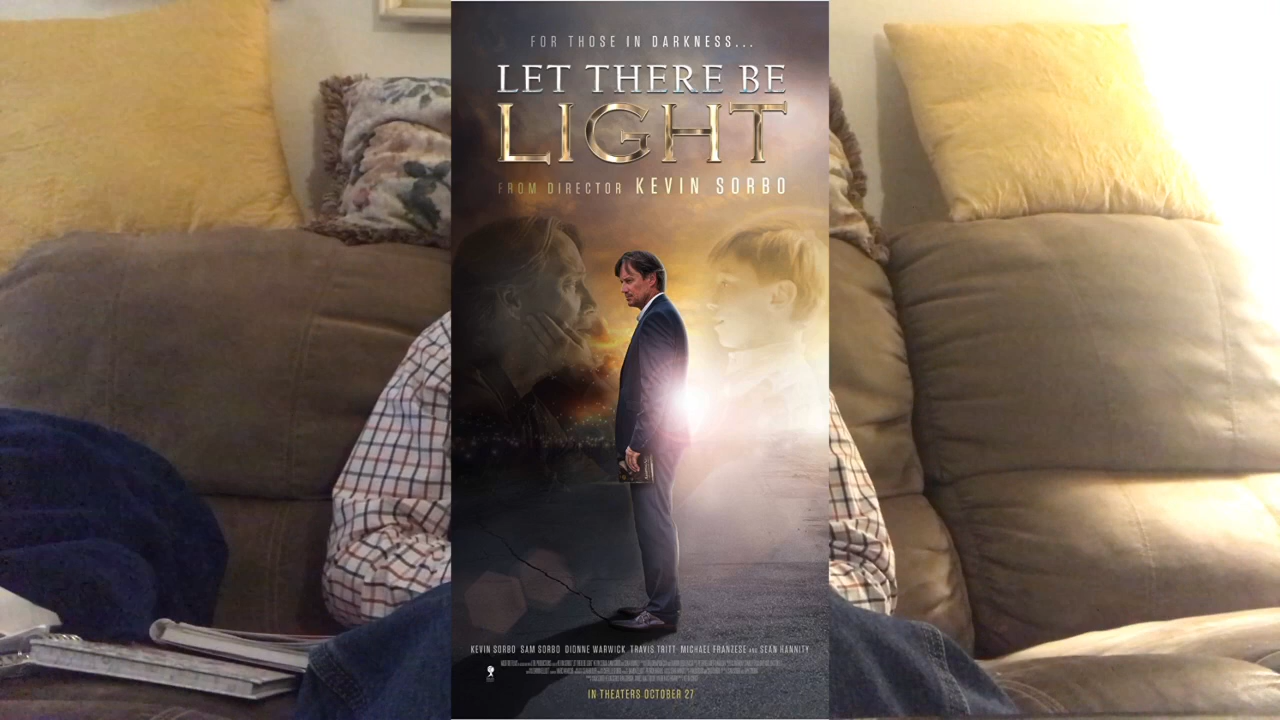 FOR THOSE IN DARKNESS...
LET THERE BE
LIGHT
FROM DIRECTOR KEVIN SORBO
KEVIN SORBO SAM SORBO DIONNE WARWICK TRAVIS TRITT MICHAEL FRANZESE AND SEAN HANNITY
IN THEATERS OCTOBER 27